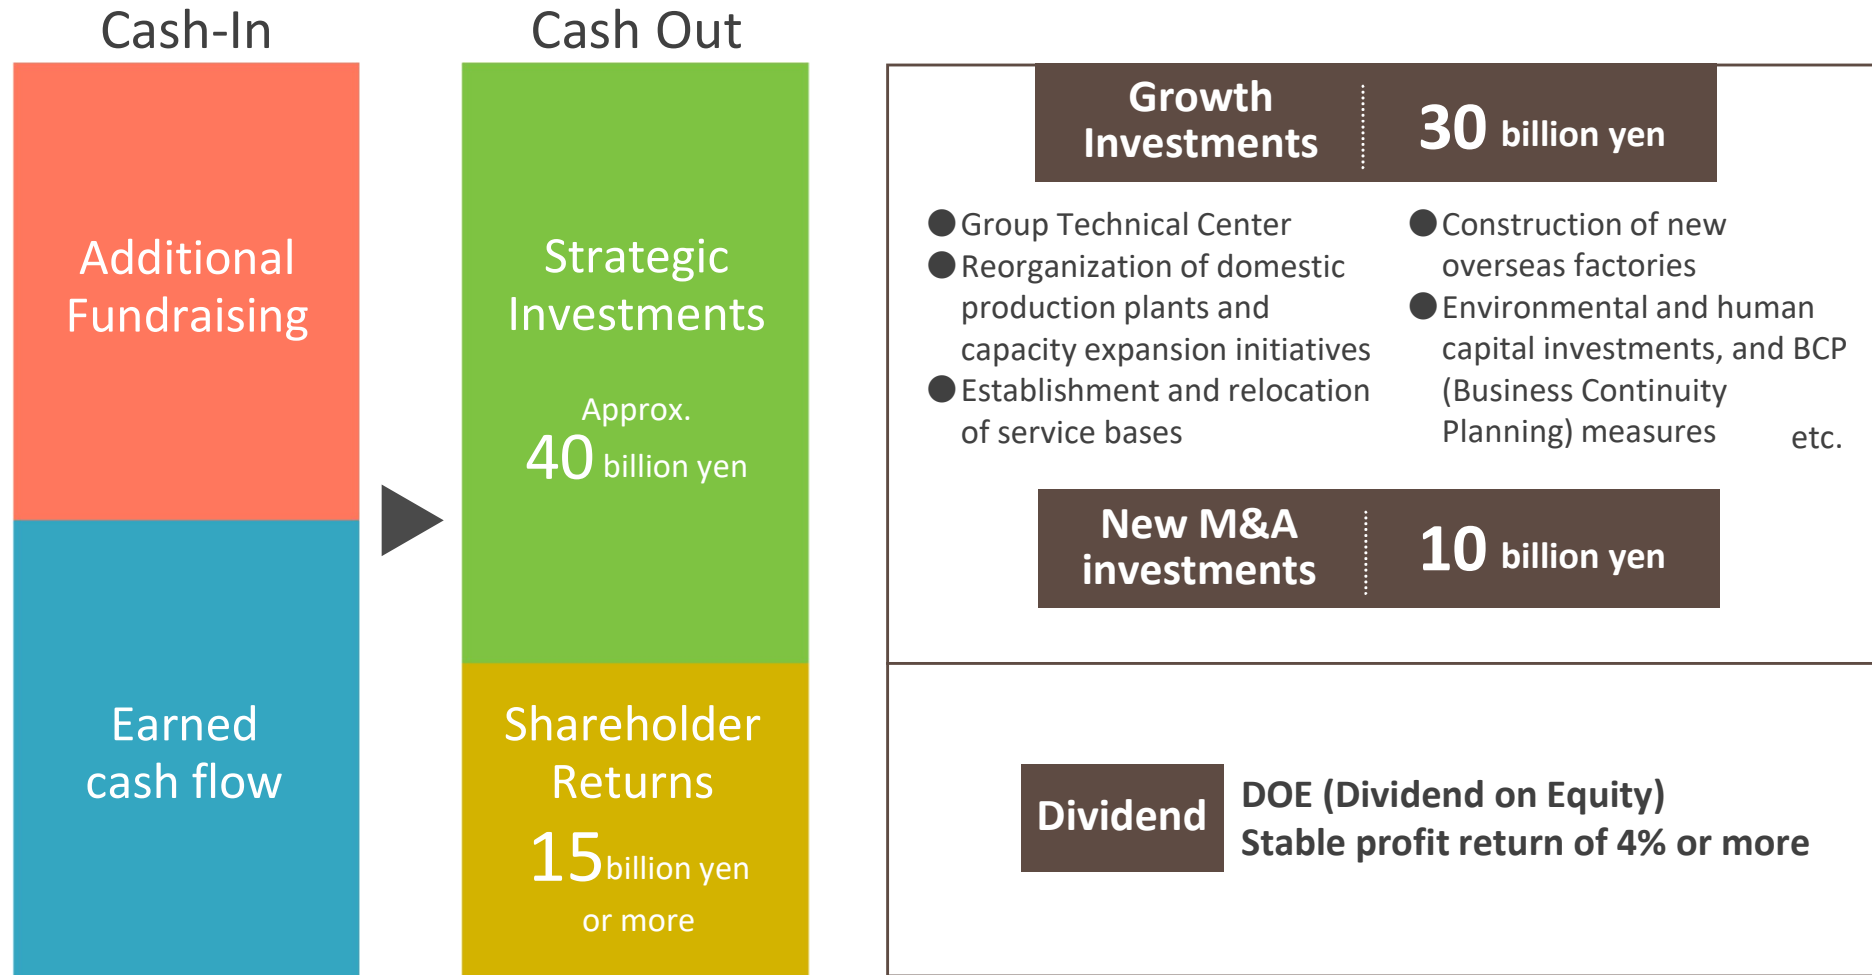 Cash-In
Additional
Fundraising
Earned
cash flow
Cash Out
Strategic
Investments
Approx.
40 billion yen
Shareholder
Returns
15 billion yen
or more
Growth
Investments
30 billion yen
●Group Technical Center
●Reorganization of domestic
production plants and
capacity expansion initiatives
●Establishment and relocation
of service bases
●Construction of new
overseas factories
●Environmental and human
capital investments, and BCP
(Business Continuity
Planning) measures
etc.
New M&A
investments
10 billion yen
Dividend
DOE (Dividend on Equity)
Stable profit return of 4% or more